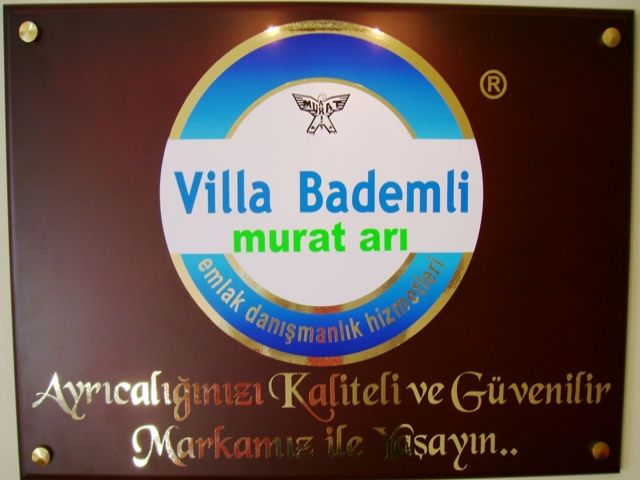 MURAT
®
Villa Bademli
murat arı
emlak danışmanlık hizmetleri
Ayrıcalığınızı Kaliteli ve Güvenilir
Markamız ile Yaşayın..